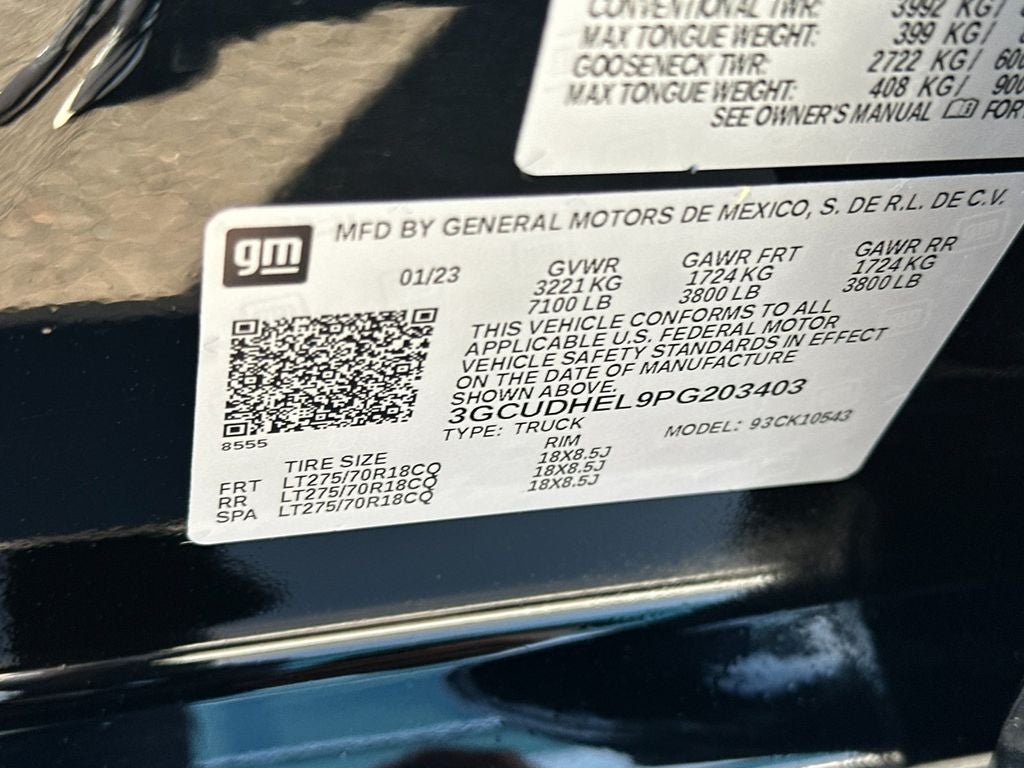 CONVENTIONAL TWR: 3992 KG/
MAX TONGUE WEIGHT: 399 KG/
GOOSENECK TWR: 2722 KG/ 600
MAX TONGUE WEIGHT: 408 KG/ 900
SEE OWNER'S MANUAL FOR
gm
MFD BY GENERAL MOTORS DE MEXICO, S. DE R.L. DE C.V.
01/23 GVWR GAWR FRT GAWR RR
3221 KG 1724 KG 1724 KG
7100 LB 3800 LB 3800 LB
THIS VEHICLE CONFORMS TO ALL
APPLICABLE U.S. FEDERAL MOTOR
VEHICLE SAFETY STANDARDS IN EFFECT
ON THE DATE OF MANUFACTURE
SHOWN ABOVE.
3GCUDHEL9PG203403
8555 TYPE: TRUCK MODEL: 93CK10543
TIRE SIZE RIM
FRT LT275/70R18CQ 18X8.5J
RR LT275/70R18CQ 18X8.5J
SPA LT275/70R18CQ 18X8.5J